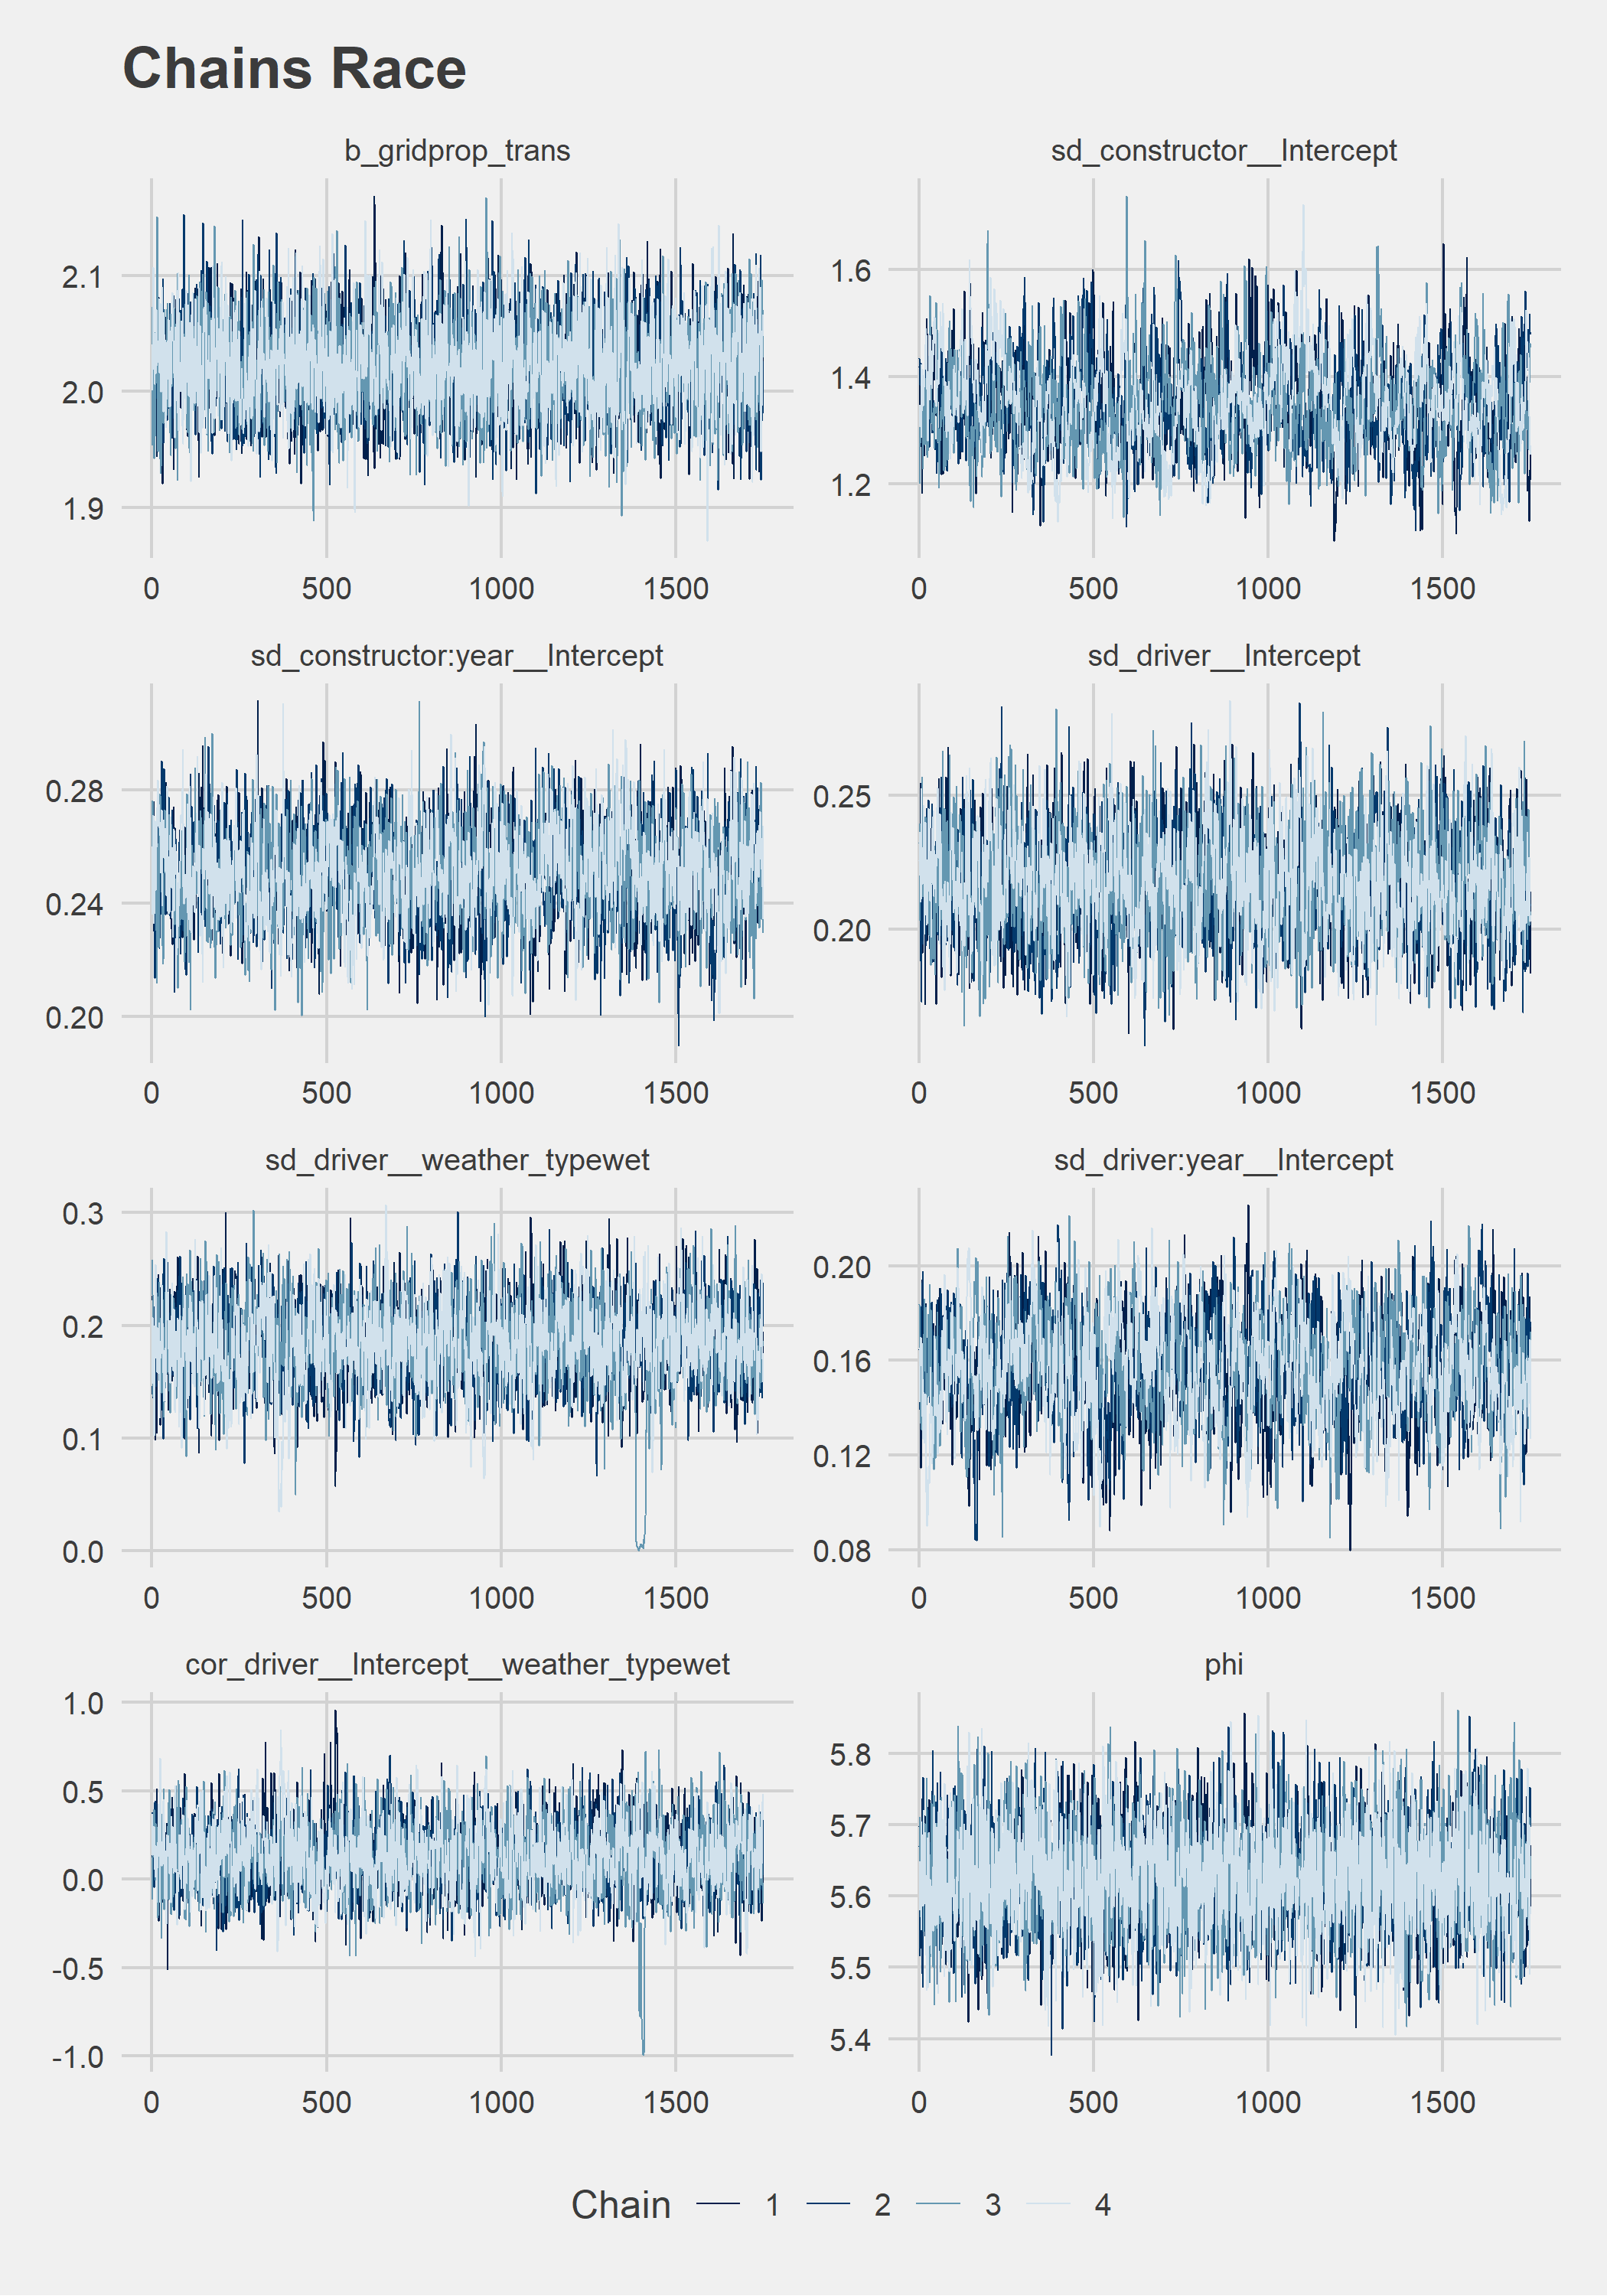 Chains Race
b_gridprop_trans
2.1
2.0
1.9
0 500 1000 1500
sd_constructor__Intercept
1.6
1.4
1.2
0 500 1000 1500
sd_constructor:year__Intercept
0.28
0.24
0.20
0 500 1000 1500
sd_driver__Intercept
0.25
0.20
0 500 1000 1500
sd_driver__weather_typewet
0.3
0.2
0.1
0.0
0 500 1000 1500
sd_driver:year__Intercept
0.20
0.16
0.12
0.08
0 500 1000 1500
cor_driver__Intercept__weather_typewet
1.0
0.5
0.0
-0.5
-1.0
0 500 1000 1500
phi
5.8
5.7
5.6
5.5
5.4
0 500 1000 1500
Chain 1 2 3 4